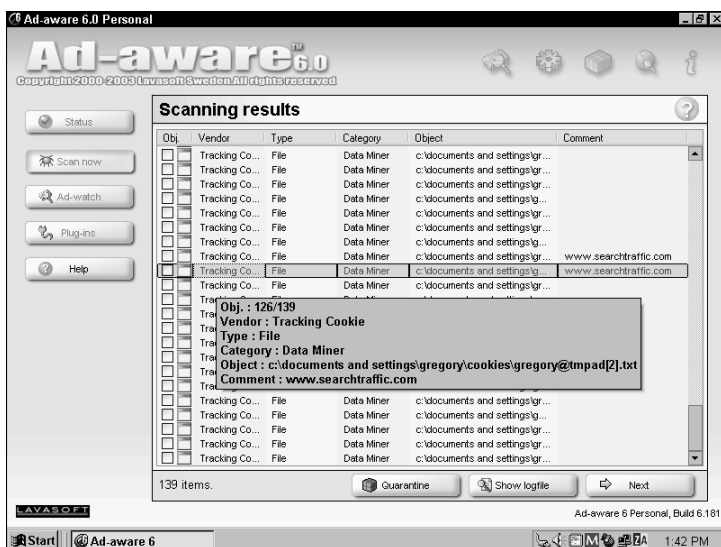 Ad-aware 6.0 Personal
Ad-aware 6.0
Copyright 2000-2003 Lavasoft Sweden. All rights reserved
Status
Scan now
Ad-watch
Plug-ins
Help
Scanning results
Obj. Vendor Type Category Object Comment
Tracking Co... File Data Miner c:\documents and settings\gr...
Tracking Co... File Data Miner c:\documents and settings\g...
Tracking Co... File Data Miner c:\documents and settings\gr...
Tracking Co... File Data Miner c:\documents and settings\gr...
Tracking Co... File Data Miner c:\documents and settings\gr...
Tracking Co... File Data Miner c:\documents and settings\g...
Tracking Co... File Data Miner c:\documents and settings\g...
Tracking Co... File Data Miner c:\documents and settings\gr... www.searchtraffic.com
Tracking Co... File Data Miner c:\documents and settings\g... www.searchtraffic.com
Tracking Co... File Data Miner c:\documents and settings\gr...
Obj. : 126/139
Vendor : Tracking Cookie
Type : File
Category : Data Miner
Object : c:\documents and settings\gregory\cookies\gregory@tmpad[2].txt
Comment : www.searchtraffic.com
Tracking Co... File Data Miner c:\documents and settings\gr...
Tracking Co... File Data Miner c:\documents and settings\g...
Tracking Co... File Data Miner c:\documents and settings\gr...
Tracking Co... File Data Miner c:\documents and settings\gr...
Tracking Co... File Data Miner c:\documents and settings\gr...
139 items.
Quarantine
Show logfile
Next
LAVASOFT
Ad-aware 6 Personal, Build 6.181
Start
Ad-aware 6
1:42 PM